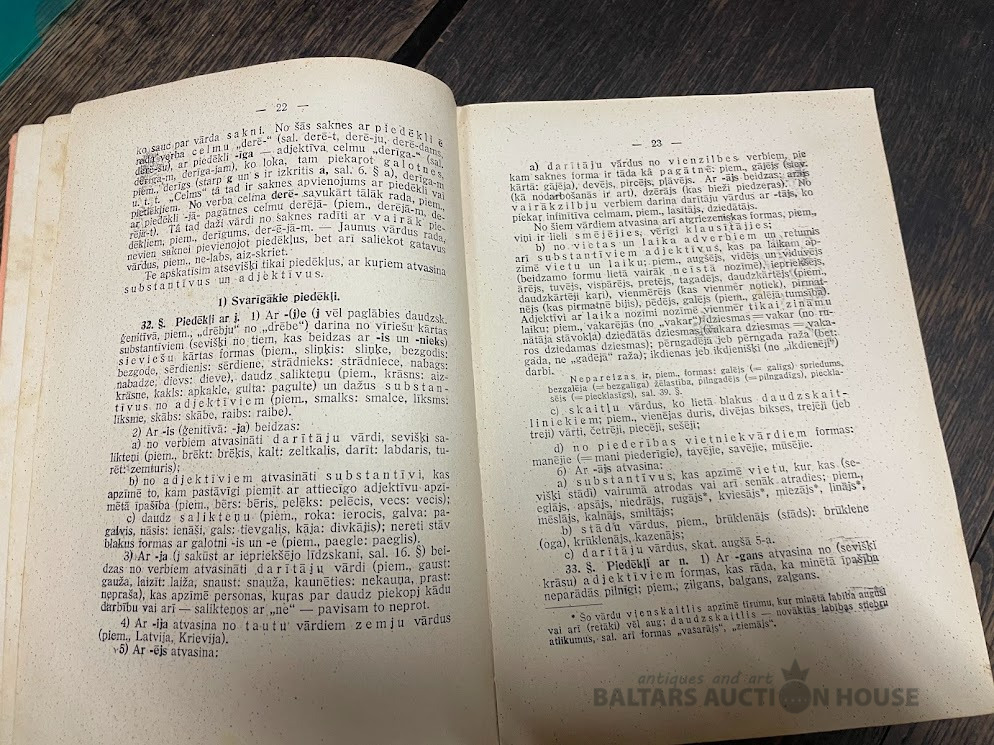 — 22 —
ko sauc par vārda sakni. No šās saknes ar piedēkli ē
rada verba celmu „derē-“ (sal. derē-t, derē-ju, derē-dams,
derē-šu), ar piedēkli -īga — adjektīva celmu „derīga-“ (sal.
derīga-m, derīga-jam), ko loka, tam piekaŗot galotnes,
piem., derīgs (starp g un s ir izkritis a, sal. 6. § a), derīga-m
u. t. t. „Celms“ tā tad ir saknes apvienojums ar piedēkli vai
piedēkļiem. No verba celma derē- savukārt tālāk rada, piem.,
ar piedēkli -jā- pagātnes celmu derējā- (piem., derējā-m, de-
rējā-t). Tā tad daži vārdi no saknes radīti ar vairāk pie-
dēkļiem, piem., derīgums, der-ē-jā-m. — Jaunus vārdus rada,
nevien saknei pievienojot piedēkļus, bet arī saliekot gatavus
vārdus, piem., ne-labs, aiz-skriet.
Te apskatīsim atsevišķi tikai piedēkļus, ar kuŗiem atvasina
substantīvus un adjektīvus.
1) Svarīgākie piedēkļi.
32. §. Piedēkļi ar j. 1) Ar -(j)e (j vēl paglābies daudzsk.
ģenitīvā, piem., „drēbju“ no „drēbe“) darina no vīriešu kārtas
substantīviem (sevišķi no tiem, kas beidzas ar -is un -nieks)
sieviešu kārtas formas (piem., sliņķis: sliņķe, bezgodis:
bezgode, sērdienis: sērdiene, strādnieks: strādniece, nabags:
nabadze, dievs: dieve), daudz salikteņu (piem., krāsns: aiz-
krāsne, kakls: apkakle, gulta: pagulte) un dažus substan-
tīvus no adjektīviem (piem., smalks: smalce, liksms:
liksme, skābs: skābe, raibs: raibe).
2) Ar -is (ģenitīvā: -ja) beidzas:
a) no verbiem atvasināti darītāju vārdi, sevišķi sa-
likteņi (piem., brēkt: brēķis, kalt: zeltkalis, darīt: labdaris, tu-
rēt: zemturis);
b) no adjektīviem atvasināti substantīvi, kas
apzīmē to, kam pastāvīgi piemīt ar attiecīgo adjektīvu apzī-
mētā īpašība (piem., bērs: bēris, pelēks: pelēcis, vecs: vecis);
c) daudz salikteņu (piem., roka: ierocis, galva: pa-
galvis, nāsis: ienāši, gals: tievgalis, kāja: divkājis); nereti stāv
blakus formas ar galotni -is un -e (piem., paegle: paeglis).
3) Ar -ja (j sakūst ar iepriekšējo līdzskani, sal. 16. §) bei-
dzas no verbiem atvasināti darītāju vārdi (piem., gaust:
gauža, laizīt: laiža, snaust: snauža, kaunēties: nekauņa, prast:
nepraša), kas apzīmē personas, kuŗas par daudz piekopj kādu
darbību vai arī — salikteņos ar „ne“ — pavisam to neprot.
4) Ar -ija atvasina no tautu vārdiem zemju vārdus
(piem., Latvija, Krievija).
5) Ar -ējs atvasina:
— 23 —
a) darītāju vārdus no vienzilbes verbiem, pie
kam saknes forma ir tāda kā pagātnē: piem., gājējs (siev.
kārtā: gājēja), devējs, pircējs, pļāvējs. Ar -ājs beidzas: arājs
(kā nodarbošanās ir art), dzērājs (kas bieži piedzeŗas). No
vairākzilbju verbiem darina darītāju vārdus ar -tājs, ko
piekaŗ infinitīva celmam, piem., lasītājs, dziedātājs.
No šiem vārdiem atvasina arī atgriezeniskas formas, piem.,
viņi ir lieli smējējies, vērīgi klausītājies;
b) no vietas un laika adverbiem un retumis
arī substantīviem adjektīvus, kas pa laikam ap-
zīmē vietu un laiku; piem., augšējs, vidējs un viduvējs
(beidzamo formu lietā vairāk neīstā nozīmē), iepriekšējs,
ārējs, tuvējs, vispārējs, pretējs, tagadējs, daudzkārtējs (piem.,
daudzkārtēji kaŗi), vienmērējs (kas vienmēr notiek), pirmat-
nējs (kas pirmatnē bijis), pēdējs, galējs (piem., galējā tumsībā).
Adjektīvi ar laika nozīmi nozīmē vienmēr tikai zināmu
laiku; piem., vakarējās (no „vakar“) dziesmas = vakar (no ru-
nātāja stāvokļa) dziedātās dziesmas (vakara dziesmas = vaka-
ros dziedamas dziesmas); pērngadēja jeb pērngada raža (bet:
gada, ne „gadējā“ raža); ikdienas jeb ikdienišķi (ne „ikdienēji“)
darbi.
Nepareizas ir, piem., formas: galējs (= galīgs) spriedums,
bezgalēja (= bezgalīga) žēlastība, pilngadējs (= pilngadīgs), piecklа-
sējs (= piecklasīgs), sal. 39. §.
c) skaitļu vārdus, ko lietā blakus daudzskait-
liniekiem; piem., vienējas duris, divējas bikses, trejēji (jeb
treji) vārti, četrēji, piecēji, sešēji;
d) no piederības vietniekvārdiem formas:
manējie (= mani piederīgie), tavējie, savējie, mūsējie.
6) Ar -ājs atvasina:
a) substantīvus, kas apzīmē vietu, kur kas (se-
višķi stādi) vairumā atrodas vai arī senāk atradies; piem.,
eglājs, apsājs, niedrājs, rugājs*, kviesājs*, miezājs*, linājs*,
mēslājs, kalnājs, smiltājs;
b) stādu vārdus, piem., brūklenājs (stāds): brūklene
(oga), krūklenājs, kazenājs;
c) darītāju vārdus, skat. augšā 5-a.
33. §. Piedēkļi ar n. 1) Ar -gans atvasina no (sevišķi
krāsu) adjektīviem formas, kas rāda, ka minētā īpašība
neparādās pilnīgi; piem.; zilgans, balgans, zalgans.
* So vārdu vienskaitlis apzīmē tīrumu, kur minētā labība augusi
vai arī (retāki) vēl aug; daudzskaitlis — novāktās labības stiebru
atlikumus, sal. arī formas „vasarājs“, „ziemājs“.
antiques and art
BALTARS AUCTION HOUSE